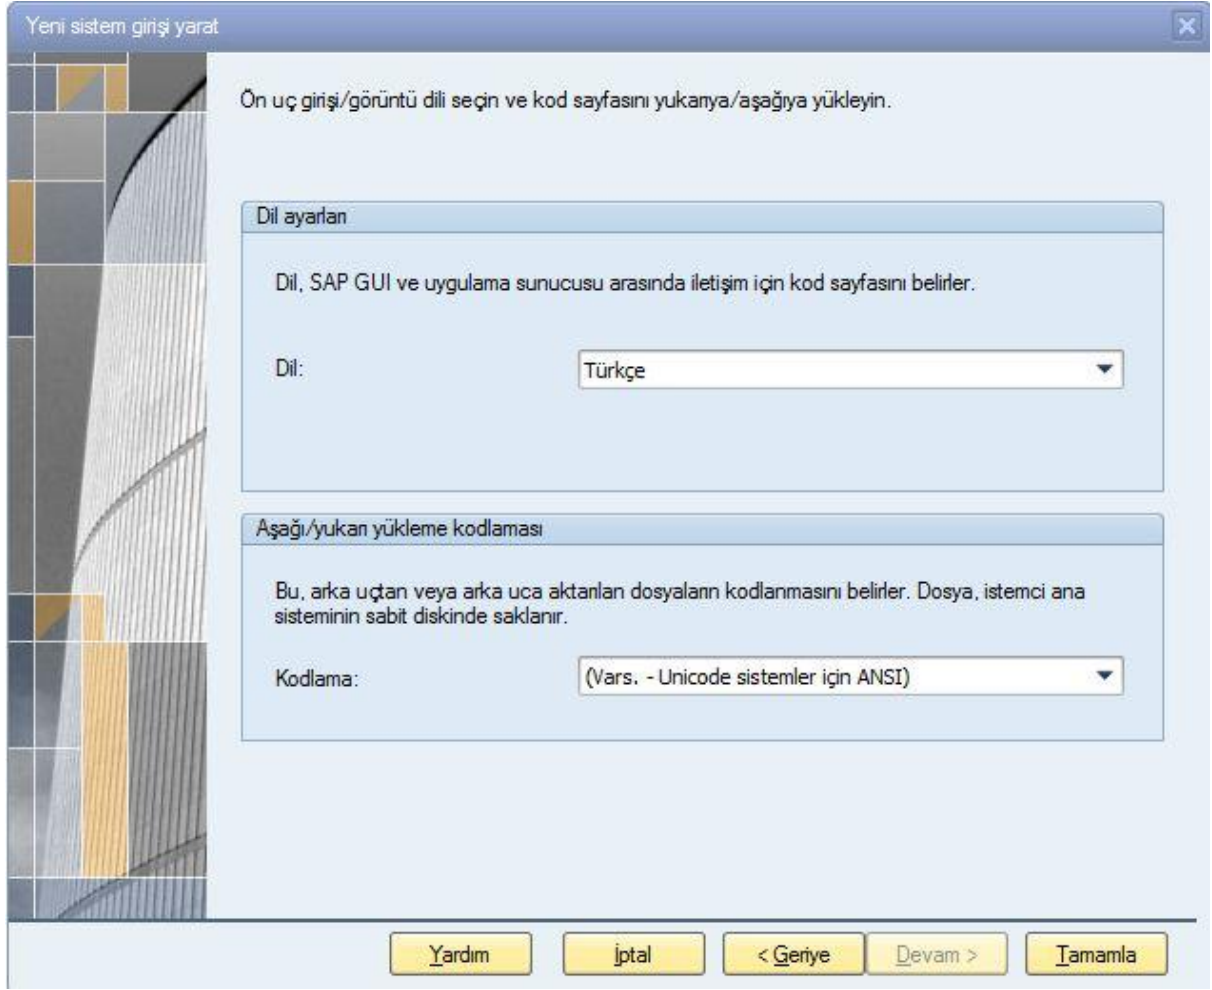 Yeni sistem girişi yarat
Ön uç girişi/görüntü dili seçin ve kod sayfasını yukarıya/aşağıya yükleyin.
Dil ayarları
Dil, SAP GUI ve uygulama sunucusu arasında iletişim için kod sayfasını belirler.
Dil:
Türkçe
Aşağı/yukarı yükleme kodlaması
Bu, arka uçtan veya arka uca aktarılan dosyaların kodlanmasını belirler. Dosya, istemci ana
sisteminin sabit diskinde saklanır.
Kodlama:
(Vars. - Unicode sistemler için ANSI)
Yardım
İptal
< Geriye
Devam >
Tamamla